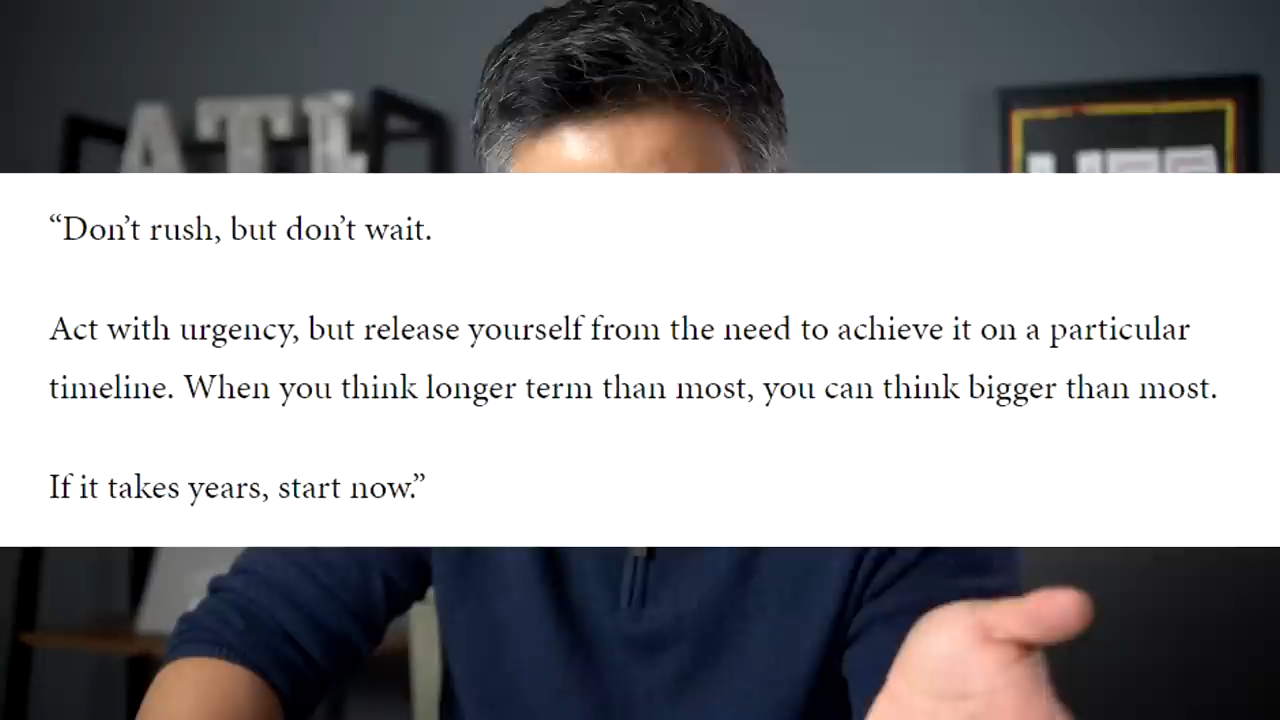 ATL
“Don’t rush, but don’t wait.
Act with urgency, but release yourself from the need to achieve it on a particular
timeline. When you think longer term than most, you can think bigger than most.
If it takes years, start now.”